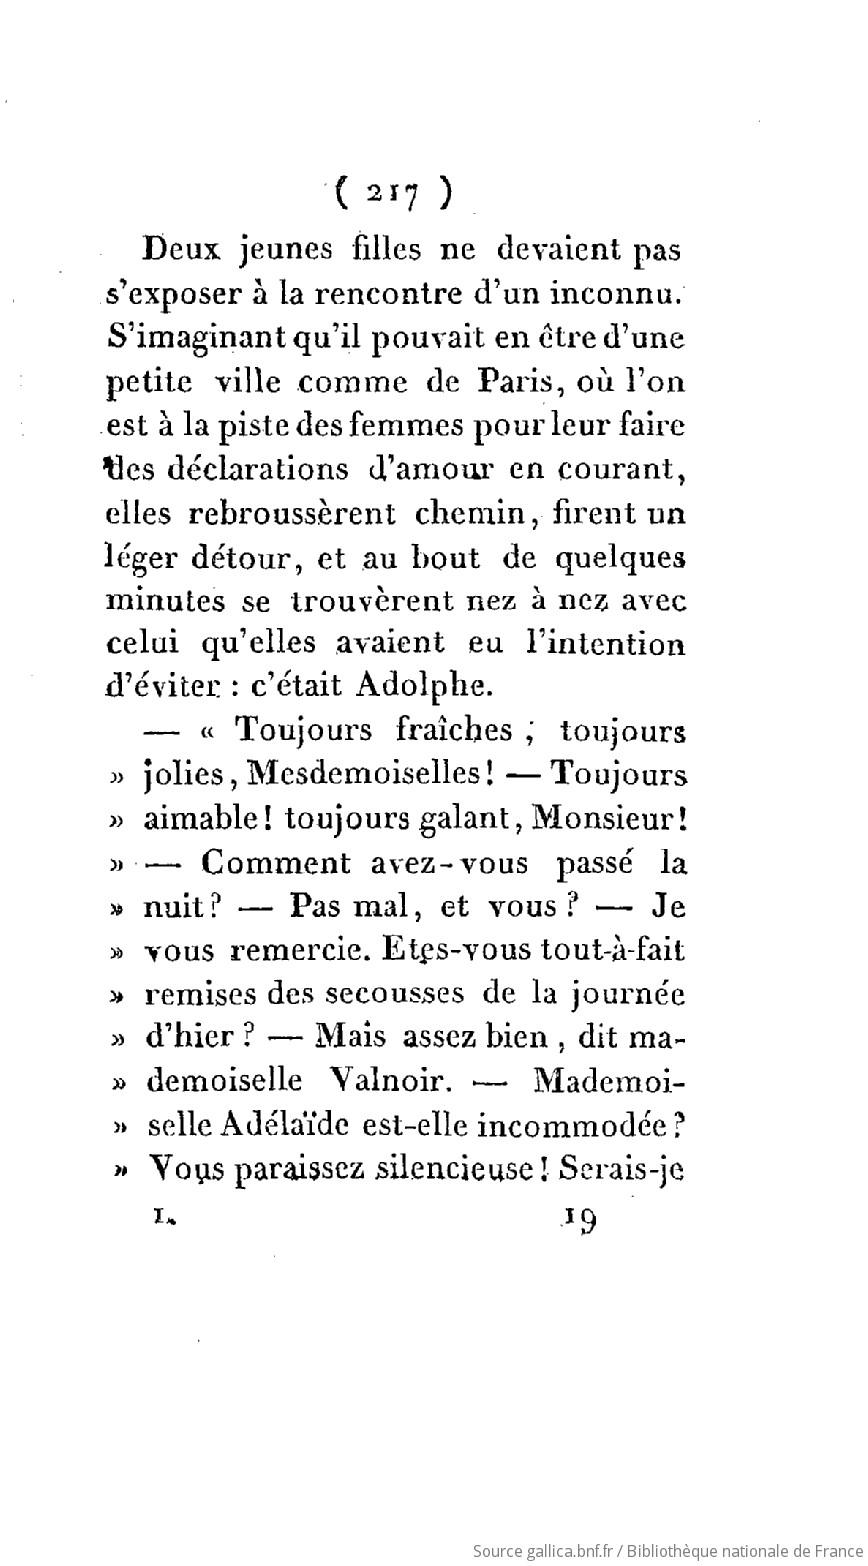 ( 217 )
Deux jeunes filles ne devaient pas
s'exposer à la rencontre d'un inconnu.
S'imaginant qu'il pouvait en être d'une
petite ville comme de Paris, où l'on
est à la piste des femmes pour leur faire
des déclarations d'amour en courant,
elles rebroussèrent chemin, firent un
léger détour, et au bout de quelques
minutes se trouvèrent nez à nez avec
celui qu'elles avaient eu l'intention
d'éviter : c'était Adolphe.
— « Toujours fraîches ; toujours
» jolies, Mesdemoiselles! — Toujours
» aimable! toujours galant, Monsieur!
» — Comment avez-vous passé la
» nuit? — Pas mal, et vous? — Je
» vous remercie. Etes-vous tout-à-fait
» remises des secousses de la journée
» d'hier? — Mais assez bien, dit ma-
» demoiselle Valnoir. — Mademoi-
» selle Adélaïde est-elle incommodée?
» Vous paraissez silencieuse! Serais-je
1. 19
Source gallica.bnf.fr / Bibliothèque nationale de France